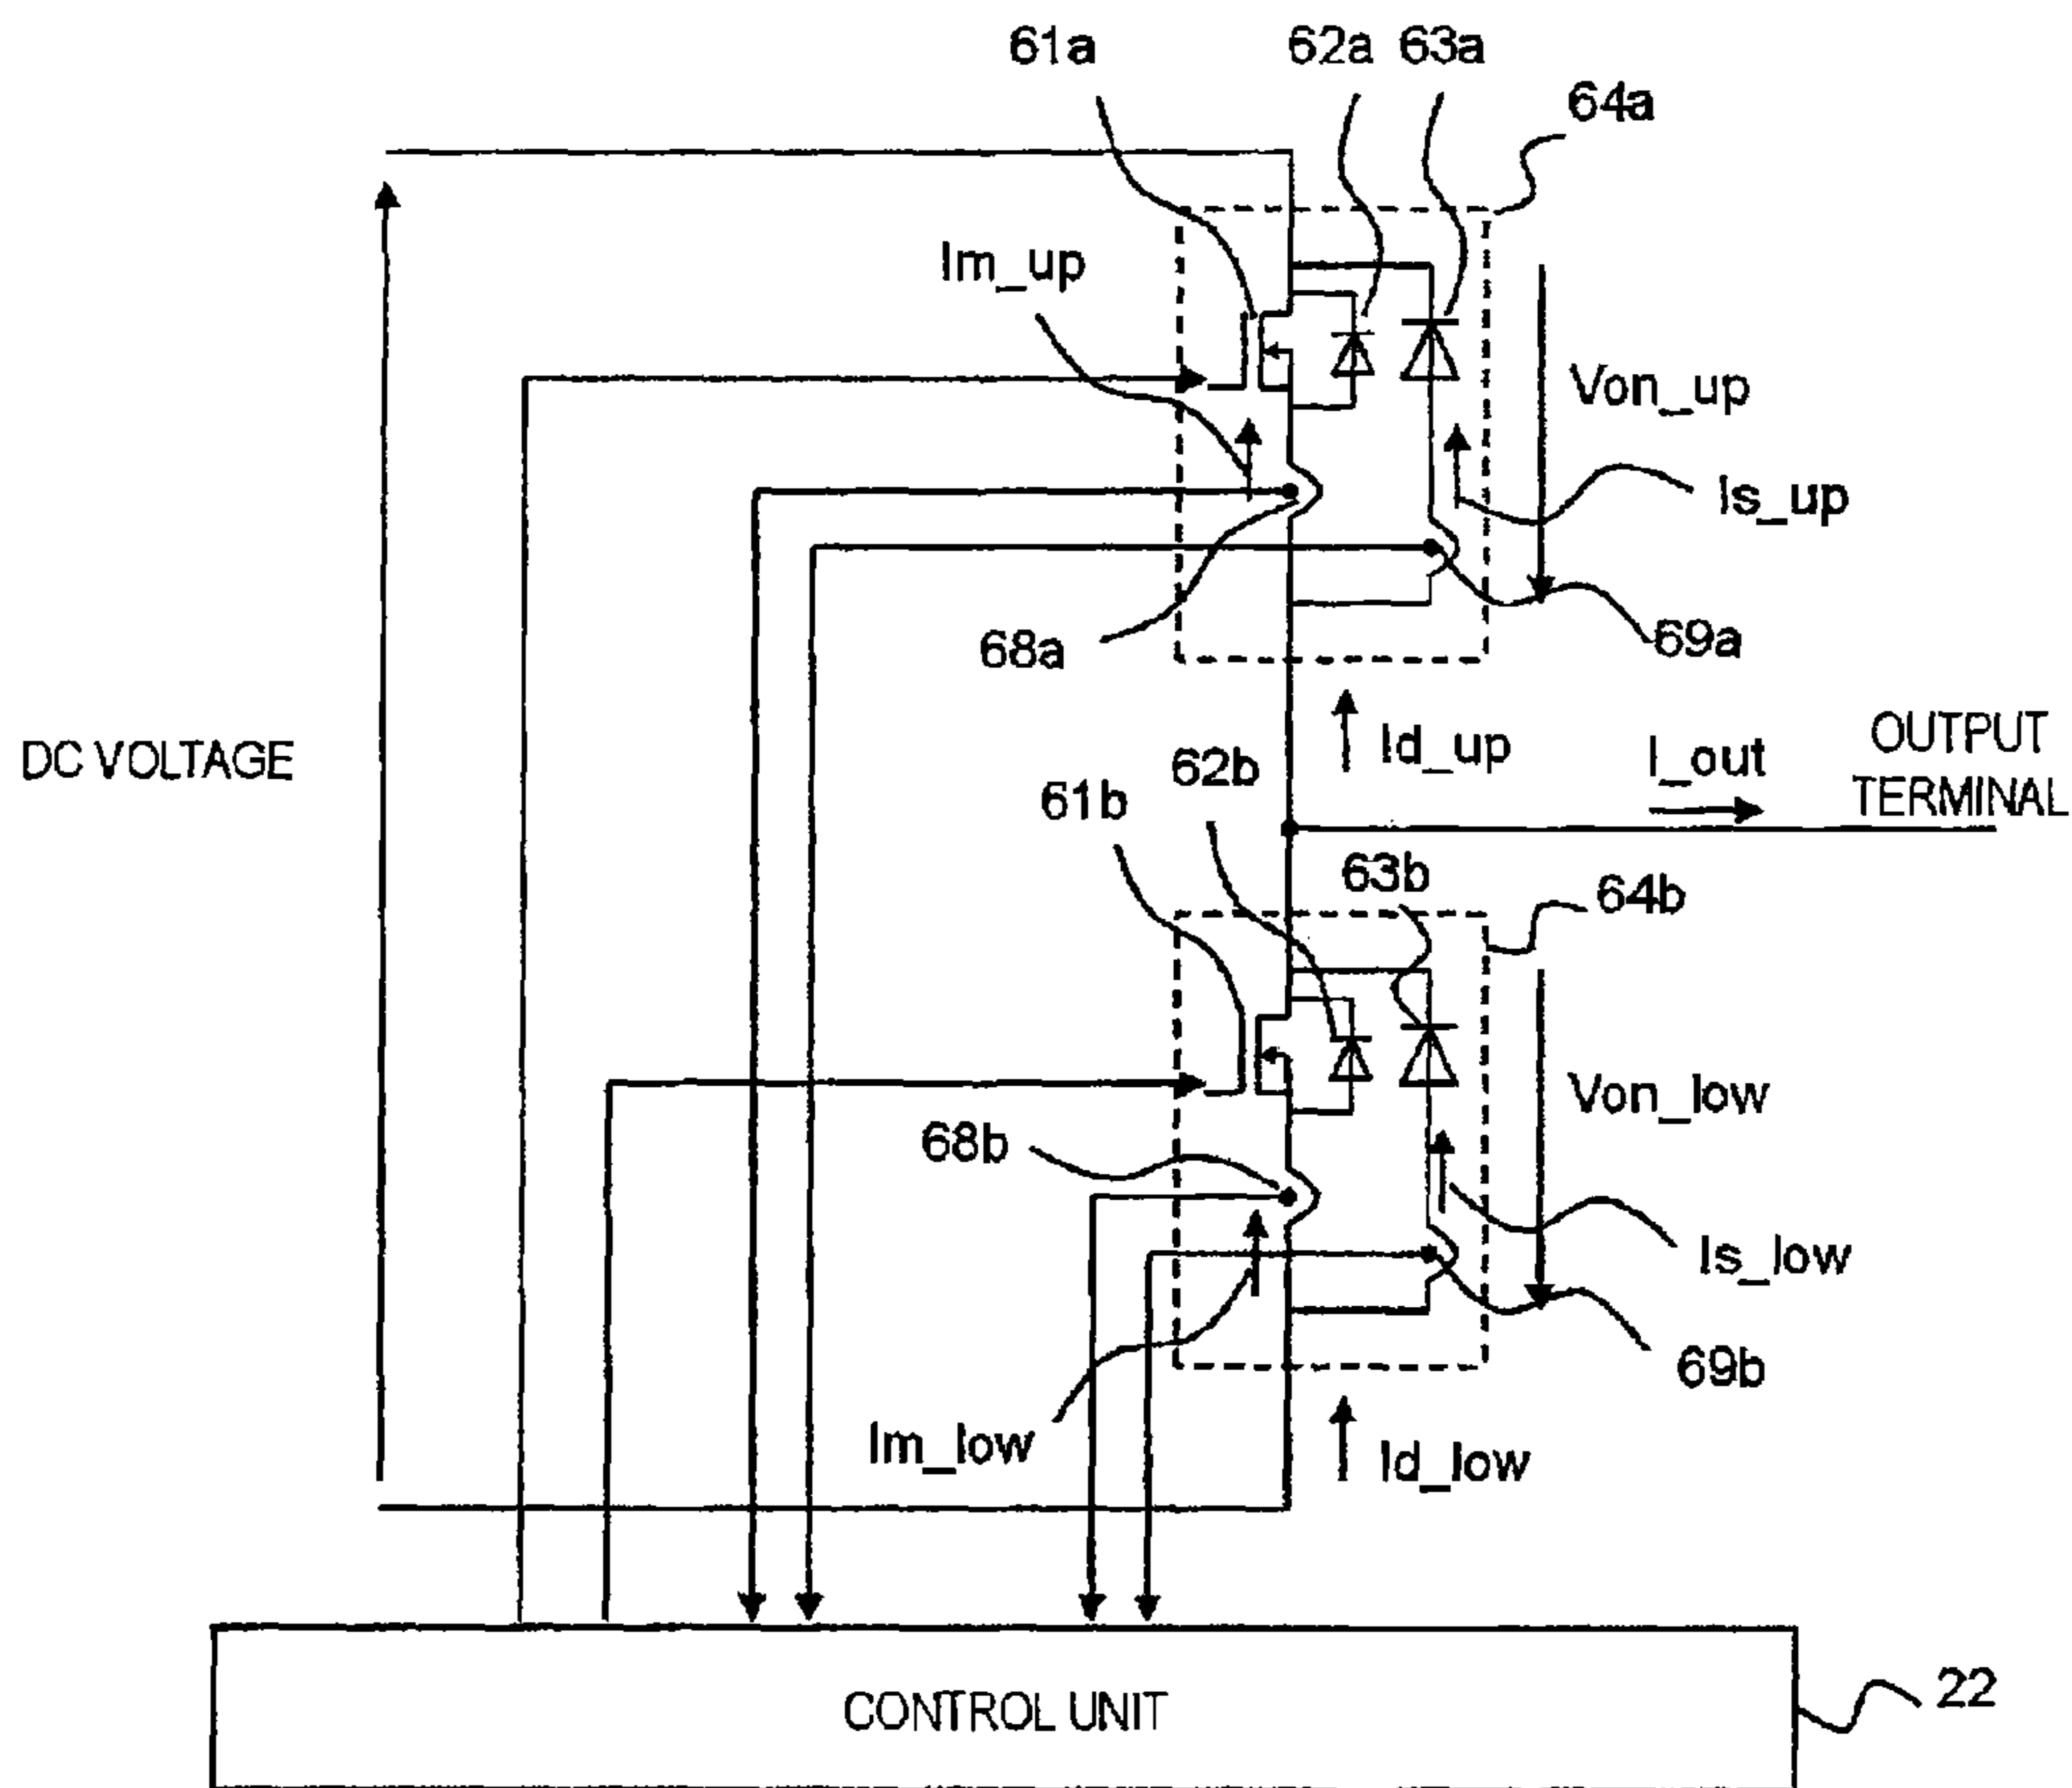 61a
62a
63a
64a
Im_up
Von_up
Is_up
68a
69a
DC VOLTAGE
Id_up
I_out
OUTPUT
TERMINAL
62b
61b
63b
64b
Von_low
68b
Is_low
69b
Im_low
Id_low
CONTROL UNIT
22